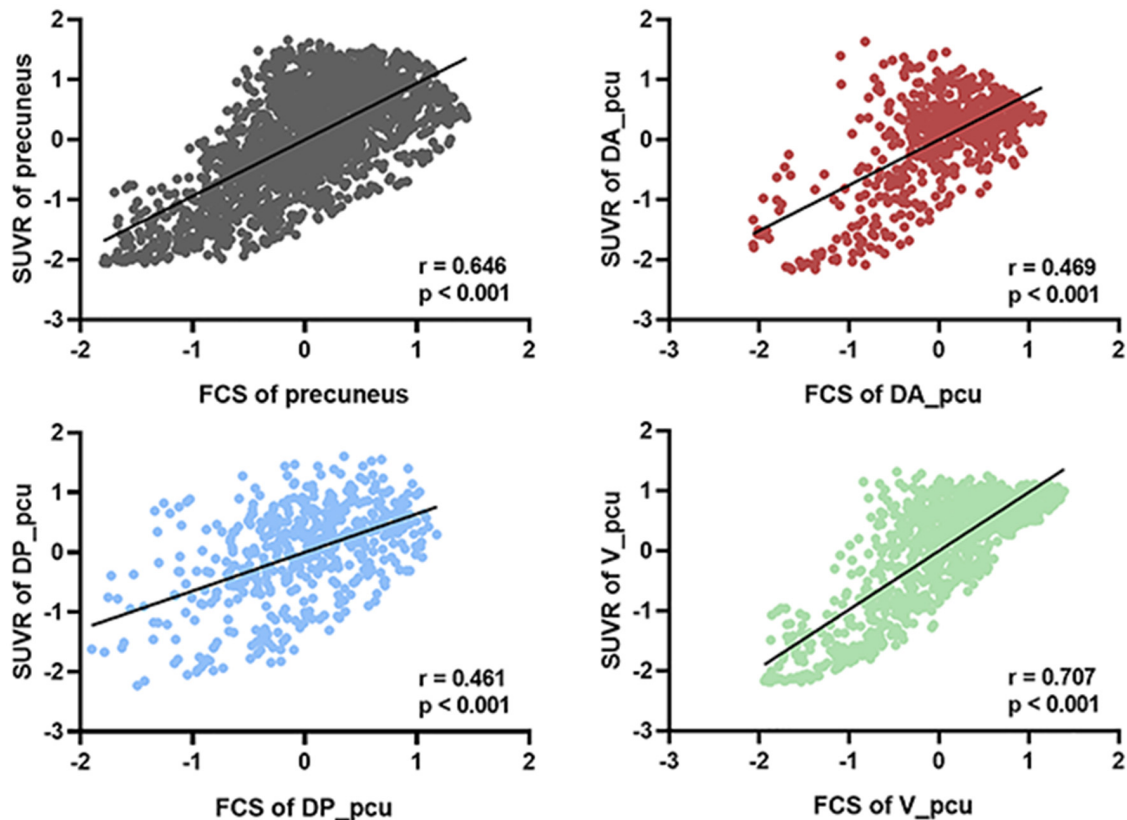 SUVR of precuneus
2
1
0
-1
-2
-3
r = 0.646
p < 0.001
-2
-1
0
1
2
FCS of precuneus
SUVR of DA_pcu
2
1
0
-1
-2
-3
r = 0.469
p < 0.001
-3
-2
-1
0
1
2
FCS of DA_pcu
SUVR of DP_pcu
2
1
0
-1
-2
-3
r = 0.461
p < 0.001
-2
-1
0
1
2
FCS of DP_pcu
SUVR of V_pcu
2
1
0
-1
-2
-3
r = 0.707
p < 0.001
-3
-2
-1
0
1
2
FCS of V_pcu